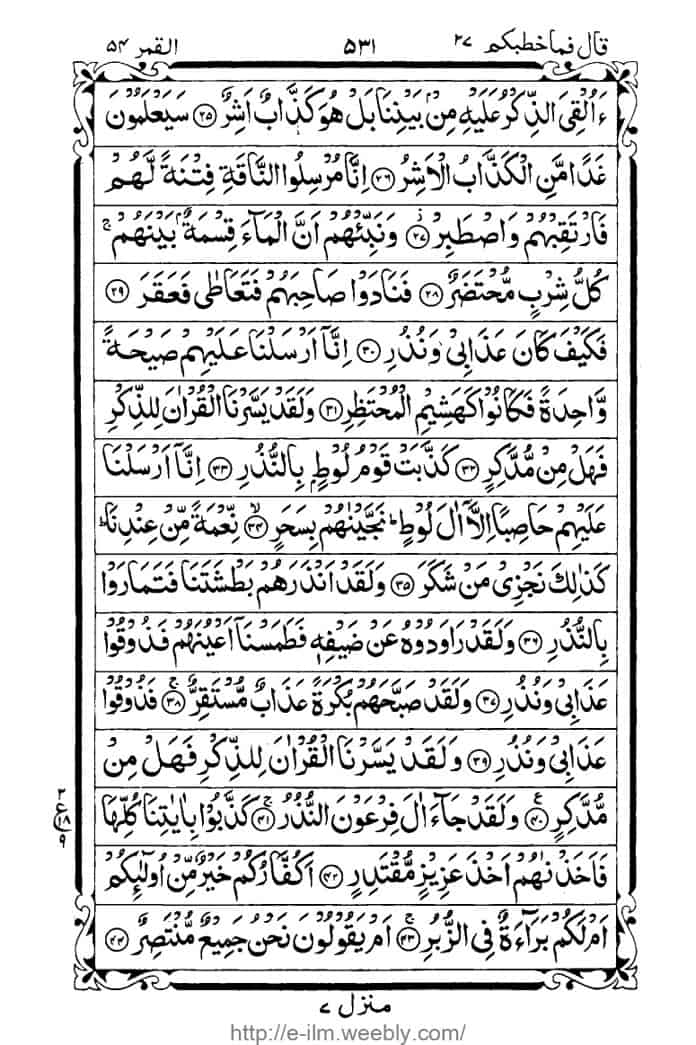 قال فماخطبكم ٢٧ ٥٣١ القمر ٥٤
ءَاُلْقِيَ الذِّكْرُ عَلَيْهِ مِنْۢ بَيْنِنَا بَلْ هُوَ كَذَّابٌ اَشِرٌ ﴿٢٥﴾ سَيَعْلَمُوْنَ
غَدًا مَّنِ الْكَذَّابُ الْاَشِرُ ﴿٢٦﴾ اِنَّا مُرْسِلُوا النَّاقَةِ فِتْنَةً لَّهُمْ
فَارْتَقِبْهُمْ وَاصْطَبِرْ ﴿٢٧﴾ وَنَبِّئْهُمْ اَنَّ الْمَآءَ قِسْمَةٌۢ بَيْنَهُمْ ۚ
كُلُّ شِرْبٍ مُّحْتَضَرٌ ﴿٢٨﴾ فَنَادَوْا صَاحِبَهُمْ فَتَعَاطٰى فَعَقَرَ ﴿٢٩﴾
فَكَيْفَ كَانَ عَذَابِيْ وَنُذُرِ ﴿٣٠﴾ اِنَّآ اَرْسَلْنَا عَلَيْهِمْ صَيْحَةً
وَّاحِدَةً فَكَانُوْا كَهَشِيْمِ الْمُحْتَظِرِ ﴿٣١﴾ وَلَقَدْ يَسَّرْنَا الْقُرْاٰنَ لِلذِّكْرِ
فَهَلْ مِنْ مُّدَّكِرٍ ﴿٣٢﴾ كَذَّبَتْ قَوْمُ لُوْطٍۭ بِالنُّذُرِ ﴿٣٣﴾ اِنَّآ اَرْسَلْنَا
عَلَيْهِمْ حَاصِبًا اِلَّآ اٰلَ لُوْطٍ ؕ نَجَّيْنٰهُمْ بِسَحَرٍ ﴿٣٤﴾ۙ نِّعْمَةً مِّنْ عِنْدِنَا ؕ
كَذٰلِكَ نَجْزِيْ مَنْ شَكَرَ ﴿٣٥﴾ وَلَقَدْ اَنْذَرَهُمْ بَطْشَتَنَا فَتَمَارَوْا
بِالنُّذُرِ ﴿٣٦﴾ وَلَقَدْ رَاوَدُوْهُ عَنْ ضَيْفِهٖ فَطَمَسْنَآ اَعْيُنَهُمْ فَذُوْقُوْا
عَذَابِيْ وَنُذُرِ ﴿٣٧﴾ وَلَقَدْ صَبَّحَهُمْ بُكْرَةً عَذَابٌ مُّسْتَقِرٌّ ﴿٣٨﴾ۚ فَذُوْقُوْا
عَذَابِيْ وَنُذُرِ ﴿٣٩﴾ وَلَقَدْ يَسَّرْنَا الْقُرْاٰنَ لِلذِّكْرِ فَهَلْ مِنْ
مُّدَّكِرٍ ﴿٤٠﴾ۧ وَلَقَدْ جَآءَ اٰلَ فِرْعَوْنَ النُّذُرُ ﴿٤١﴾ۚ كَذَّبُوْا بِاٰيٰتِنَا كُلِّهَا
فَاَخَذْنٰهُمْ اَخْذَ عَزِيْزٍ مُّقْتَدِرٍ ﴿٤٢﴾ اَكُفَّارُكُمْ خَيْرٌ مِّنْ اُولٰٓئِكُمْ
اَمْ لَكُمْ بَرَآءَةٌ فِي الزُّبُرِ ﴿٤٣﴾ۚ اَمْ يَقُوْلُوْنَ نَحْنُ جَمِيْعٌ مُّنْتَصِرٌ ﴿٤٤﴾
٢ ع ١٨ ٩
منزل ٧
http://e-ilm.weebly.com/